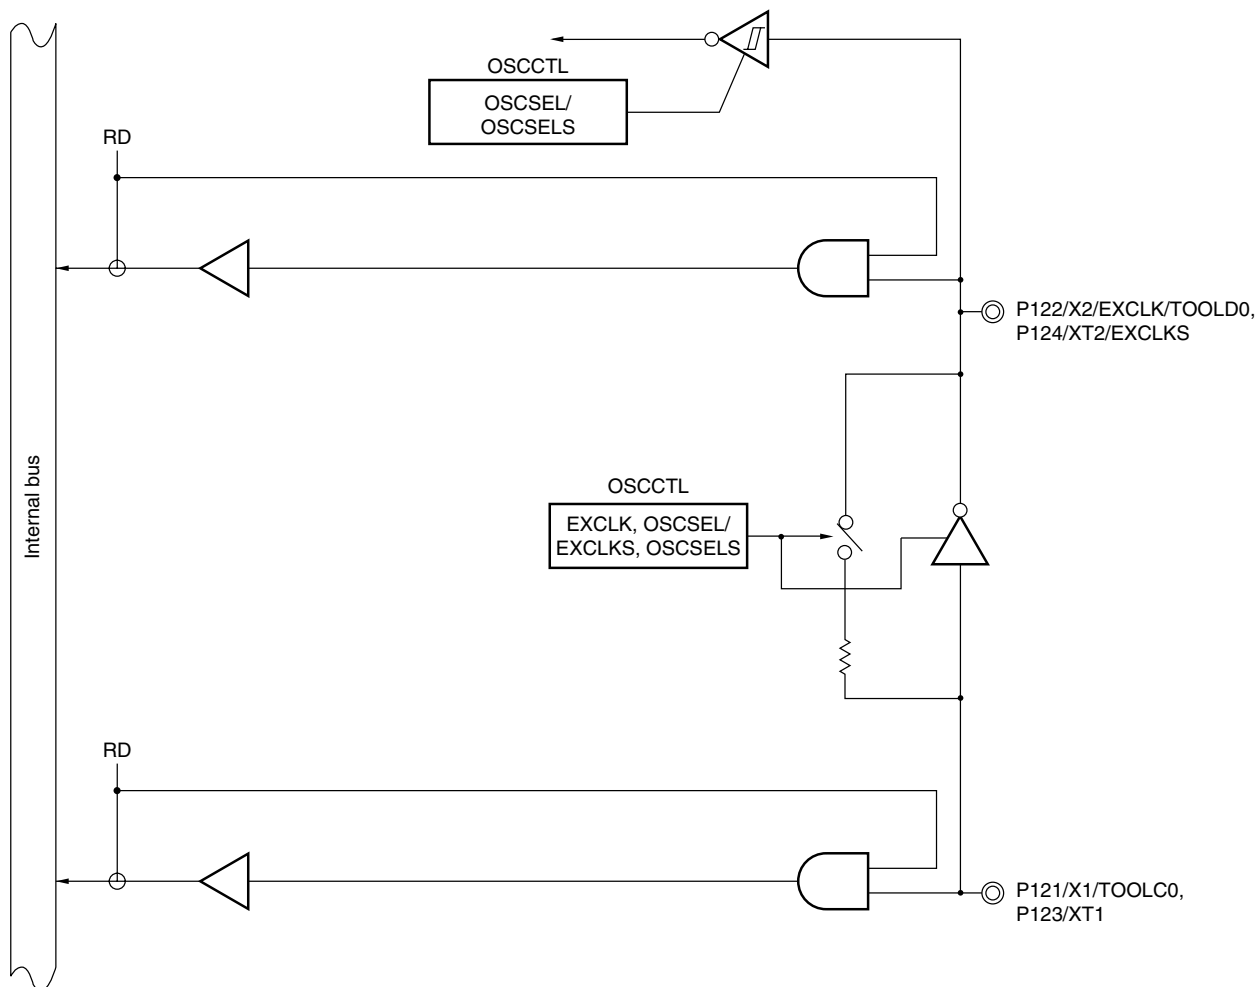 OSCCTL
OSCSEL/
OSCSELS
RD
P122/X2/EXCLK/TOOLD0,
P124/XT2/EXCLKS
Internal bus
OSCCTL
EXCLK, OSCSEL/
EXCLKS, OSCSELS
RD
P121/X1/TOOLC0,
P123/XT1